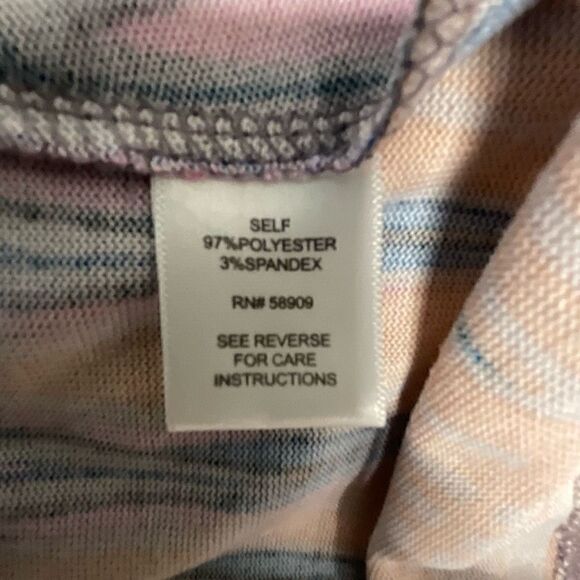 SELF
97%POLYESTER
3%SPANDEX
RN# 58909
SEE REVERSE
FOR CARE
INSTRUCTIONS